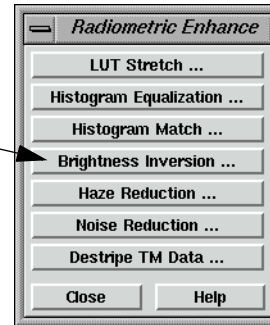 Radiometric Enhance
LUT Stretch ...
Histogram Equalization ...
Histogram Match ...
Brightness Inversion ...
Haze Reduction ...
Noise Reduction ...
Destripe TM Data ...
Close Help